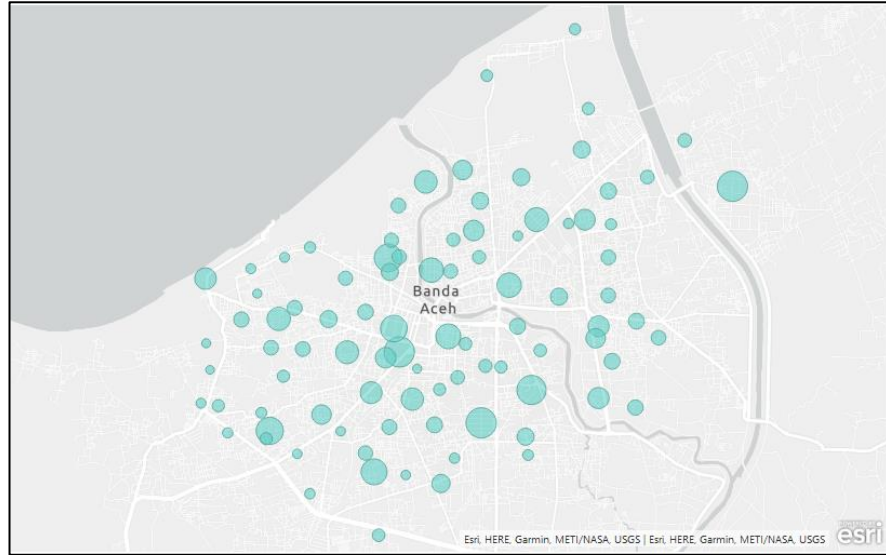 Banda
Aceh
Esri, HERE, Garmin, METI/NASA, USGS | Esri, HERE, Garmin, METI/NASA, USGS
esri